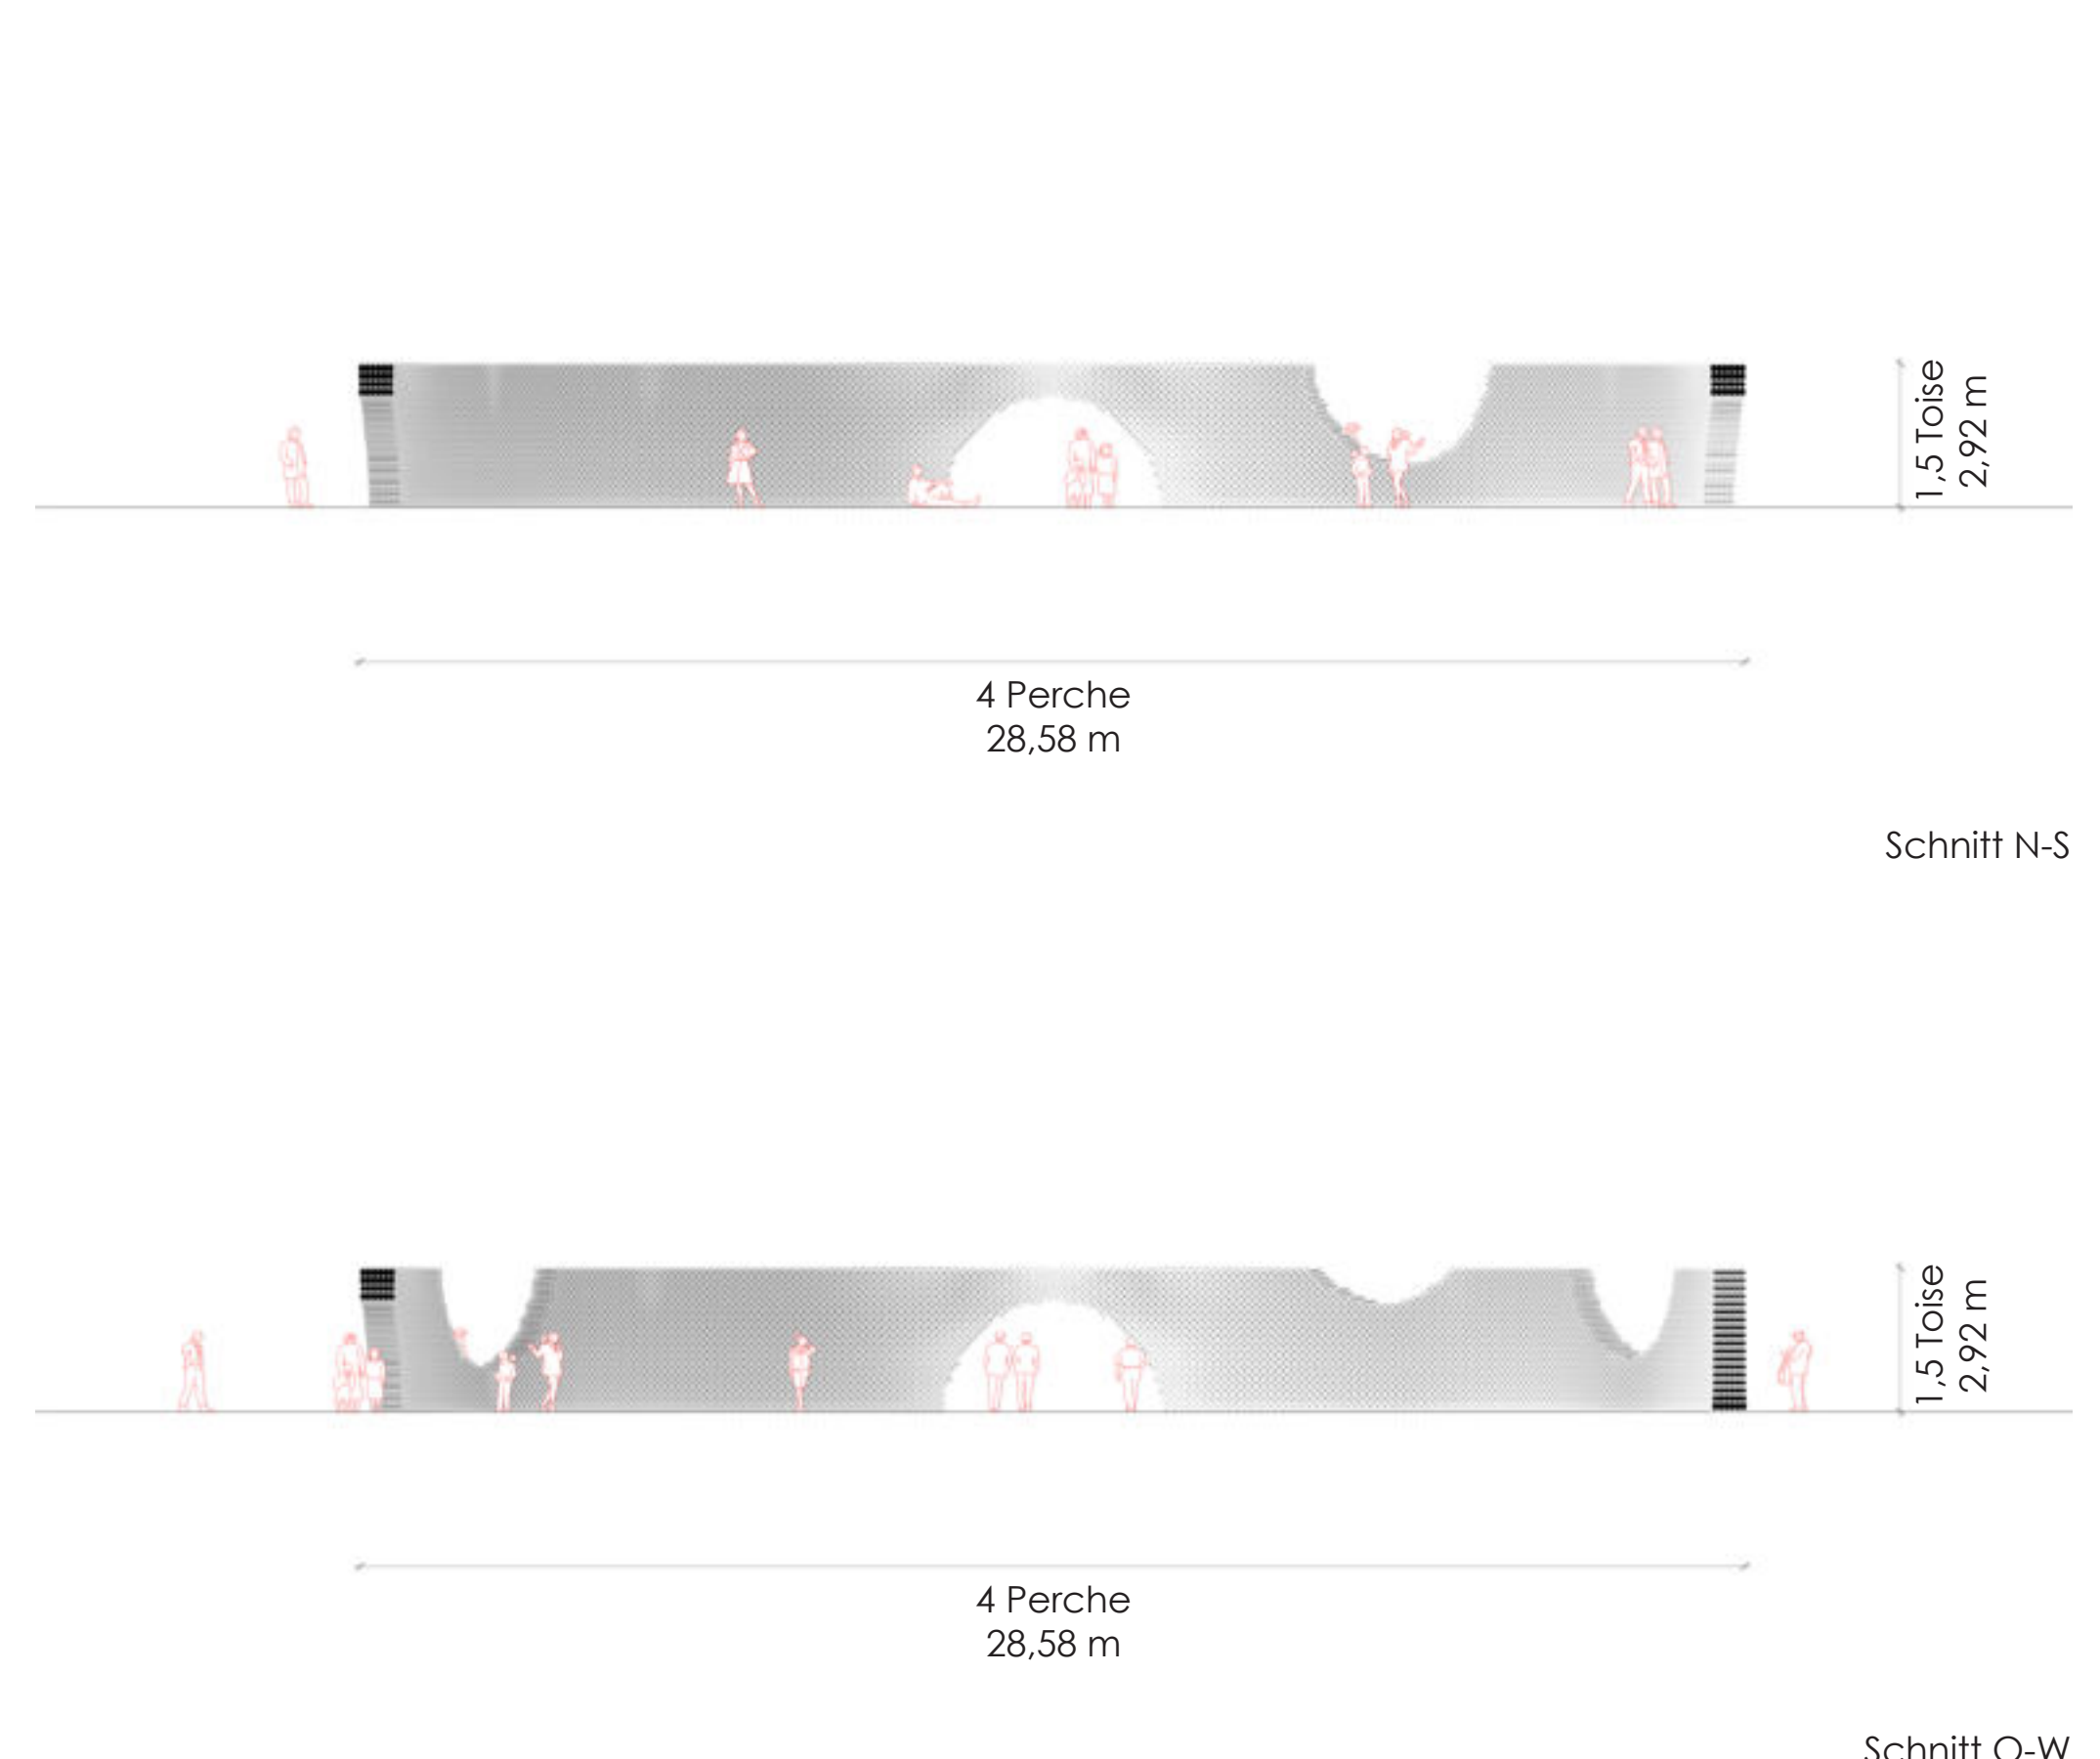 1,5 Toise
2,92 m
4 Perche
28,58 m
Schnitt N-S
1,5 Toise
2,92 m
4 Perche
28,58 m
Schnitt O-W